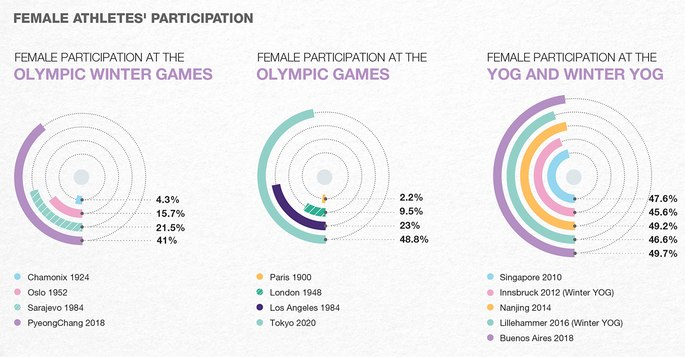 FEMALE ATHLETES' PARTICIPATION
FEMALE PARTICIPATION AT THE
OLYMPIC WINTER GAMES
4.3%
15.7%
21.5%
41%
Chamonix 1924
Oslo 1952
Sarajevo 1984
PyeongChang 2018
FEMALE PARTICIPATION AT THE
OLYMPIC GAMES
2.2%
9.5%
23%
48.8%
Paris 1900
London 1948
Los Angeles 1984
Tokyo 2020
FEMALE PARTICIPATION AT THE
YOG AND WINTER YOG
47.6%
45.6%
49.2%
46.6%
49.7%
Singapore 2010
Innsbruck 2012 (Winter YOG)
Nanjing 2014
Lillehammer 2016 (Winter YOG)
Buenos Aires 2018